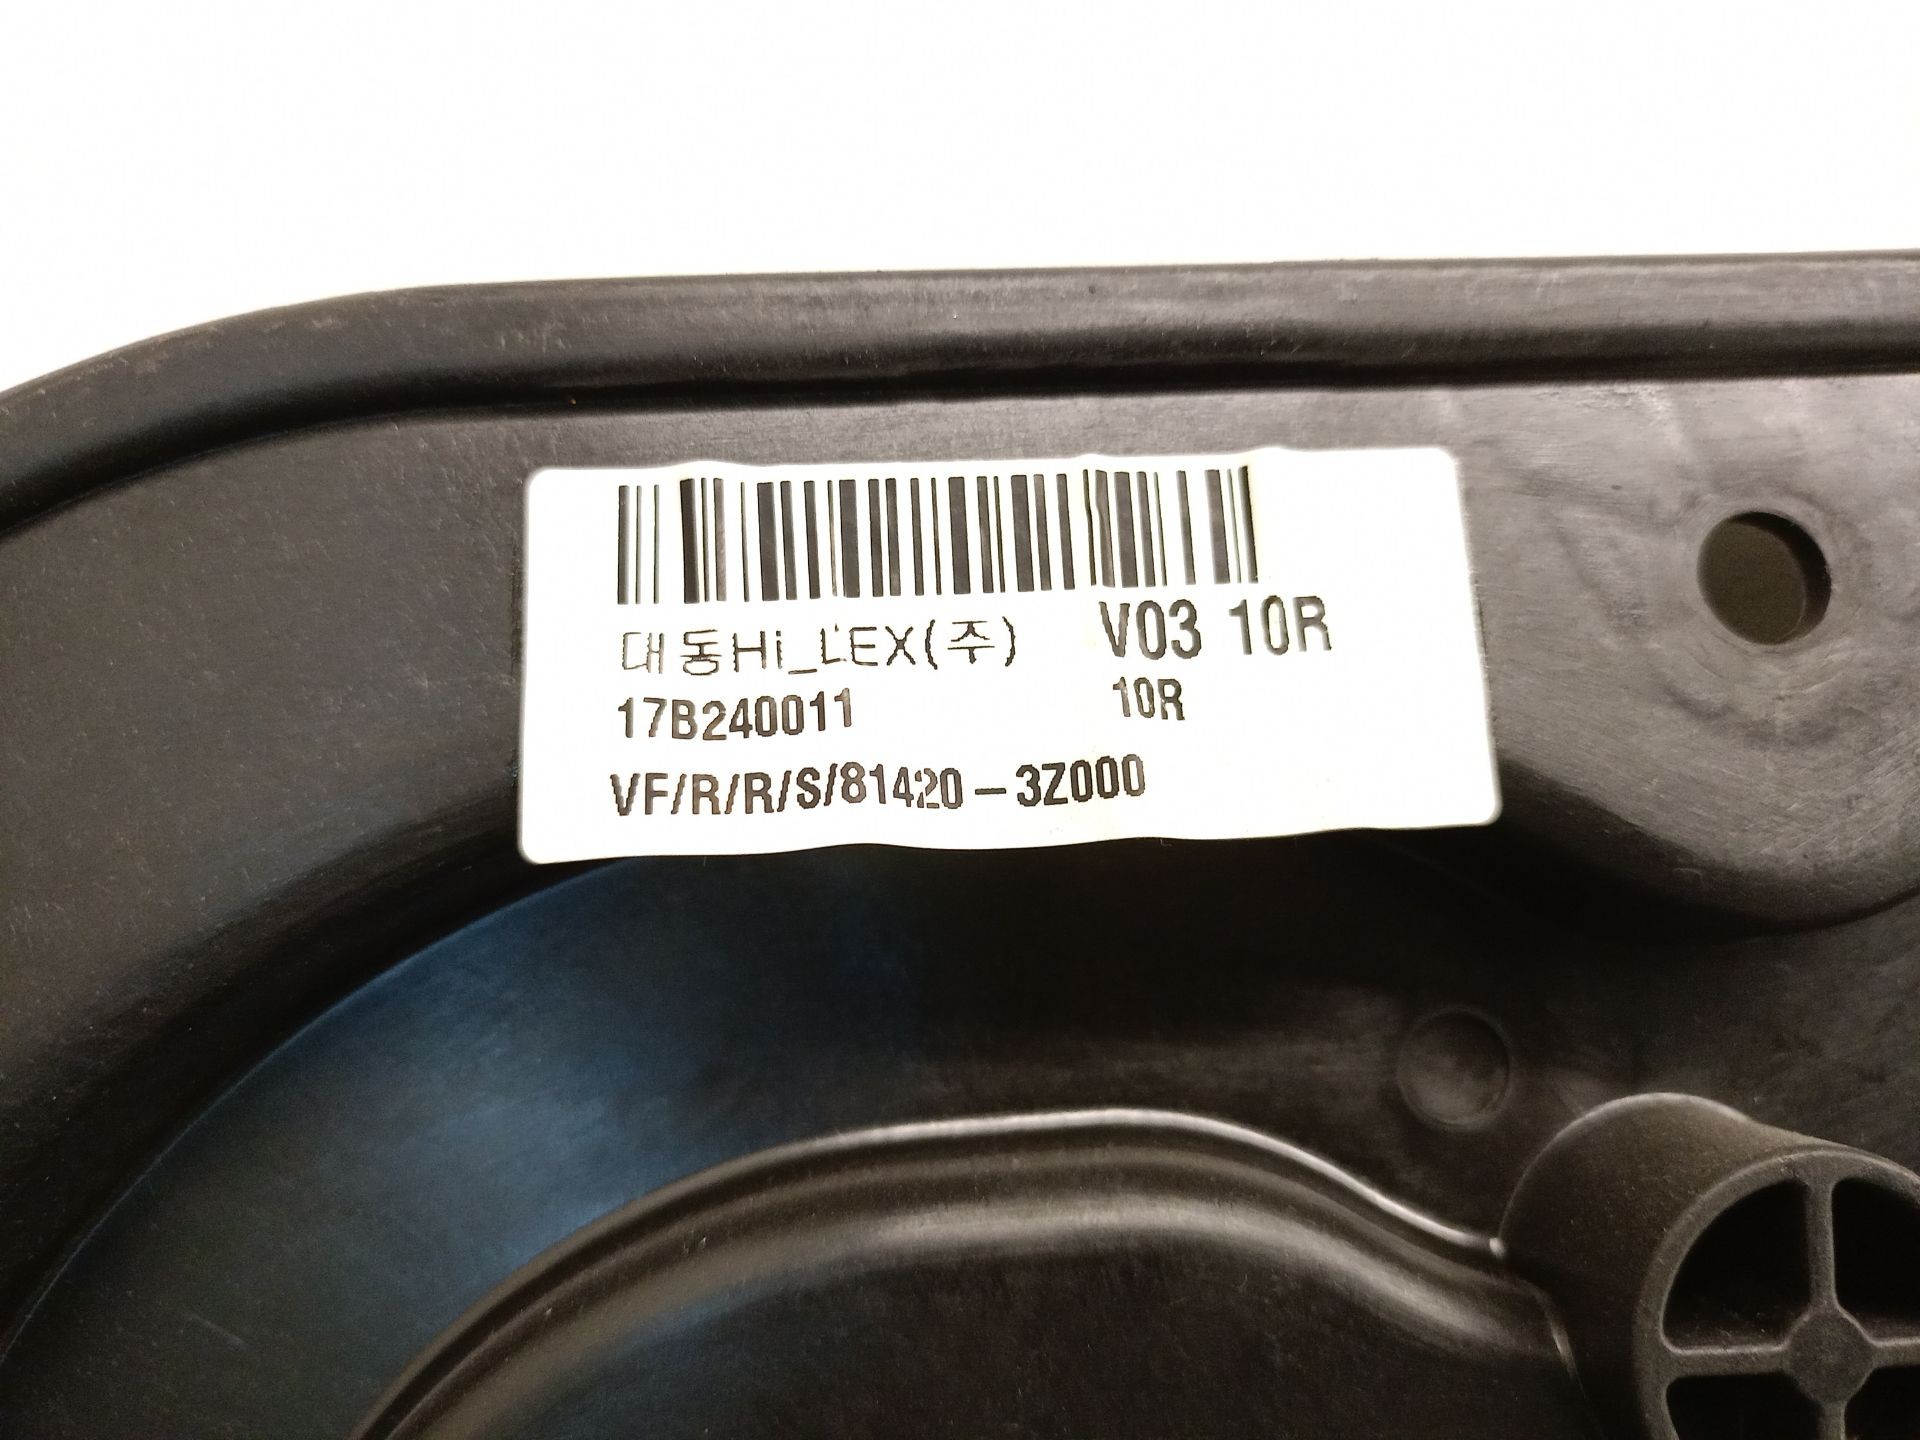 대동Hi_LEX(주) V03 10R
17B240011 10R
VF/R/R/S/81420-3Z000